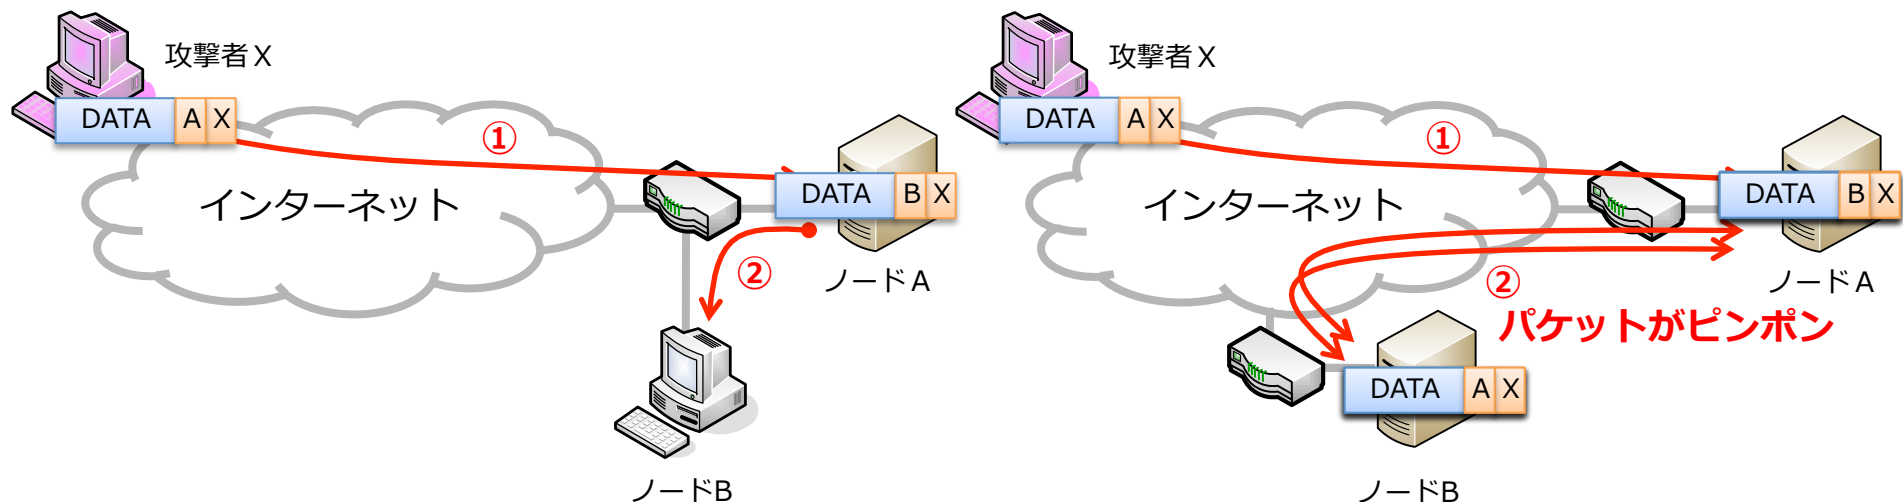 攻撃者X
DATA A X
①
インターネット
DATA B X
②
ノードA
ノードB
攻撃者X
DATA A X
①
インターネット
DATA B X
②
ノードA
パケットがピンポン
DATA A X
ノードB